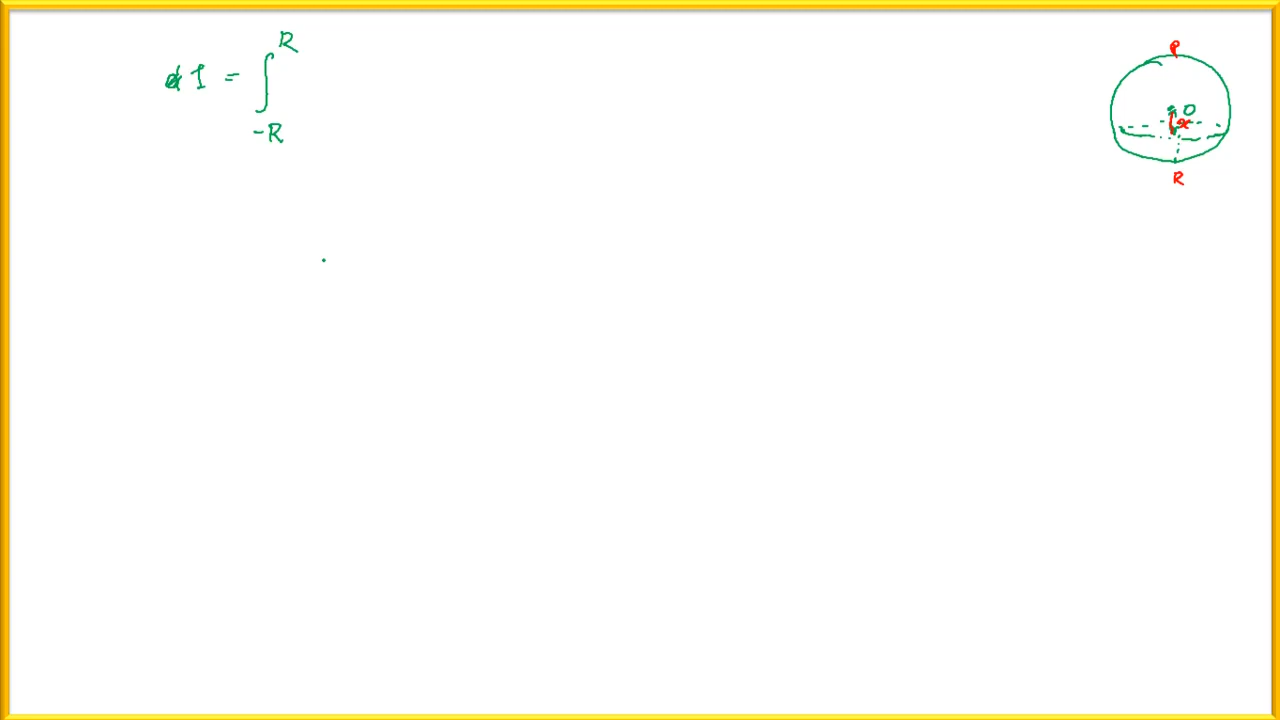 dI = ∫_{-R}^{R}
P
O
x
R